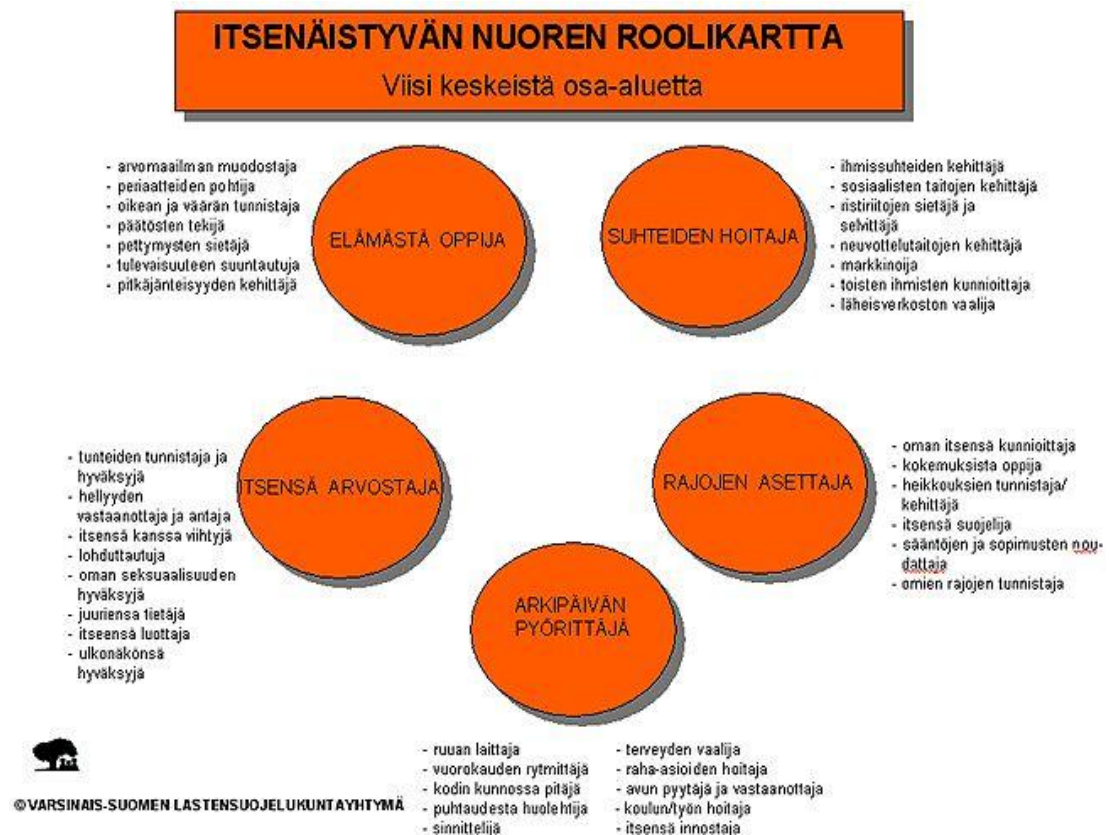 ITSENÄISTYVÄN NUOREN ROOLIKARTTA
Viisi keskeistä osa-aluetta
- arvomaailman muodostaja
- periaatteiden pohtija
- oikean ja väärän tunnistaja
- päätösten tekijä
- pettymysten sietäjä
- tulevaisuuteen suuntautuja
- pitkäjänteisyyden kehittäjä
ELÄMÄSTÄ OPPIJA
SUHTEIDEN HOITAJA
- ihmissuhteiden kehittäjä
- sosiaalisten taitojen kehittäjä
- ristiriitojen sietäjä ja
selvittäjä
- neuvottelutaitojen kehittäjä
- markkinoija
- toisten ihmisten kunnioittaja
- läheisverkoston vaalija
- tunteiden tunnistaja ja
hyväksyjä
- hellyyden
vastaanottaja ja antaja
- itsensä kanssa viihtyjä
- lohduttautuja
- oman seksuaalisuuden
hyväksyjä
- juuriensa tietäjä
- itseensä luottaja
- ulkonäkönsä
hyväksyjä
ITSENSÄ ARVOSTAJA
RAJOJEN ASETTAJA
- oman itsensä kunnioittaja
- kokemuksista oppija
- heikkouksien tunnistaja/
kehittäjä
- itsensä suojelija
- sääntöjen ja sopimusten nou-
dattaja
- omien rajojen tunnistaja
ARKIPÄIVÄN
PYÖRITTÄJÄ
- ruuan laittaja
- vuorokauden rytmittäjä
- kodin kunnossa pitäjä
- puhtaudesta huolehtija
- sinnittelijä
- terveyden vaalija
- raha-asioiden hoitaja
- avun pyytäjä ja vastaanottaja
- koulun/työn hoitaja
- itsensä innostaja
© VARSINAIS-SUOMEN LASTENSUOJELUKUNTAYHTYMÄ